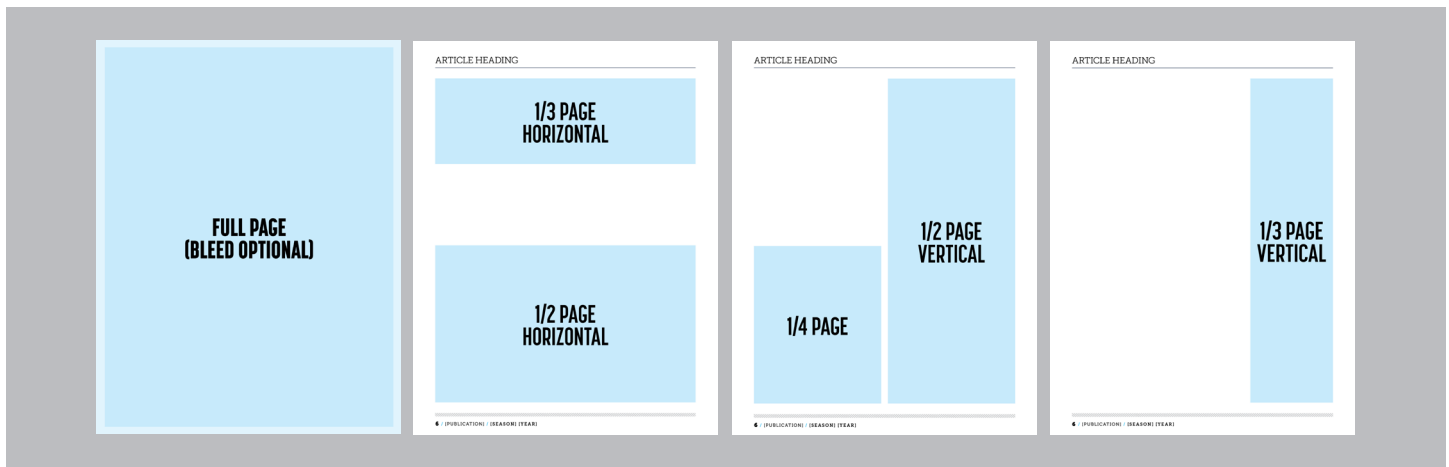 FULL PAGE
(BLEED OPTIONAL)
ARTICLE HEADING
1/3 PAGE
HORIZONTAL
1/2 PAGE
HORIZONTAL
6 / [PUBLICATION] / [SEASON] [YEAR]
ARTICLE HEADING
1/4 PAGE
1/2 PAGE
VERTICAL
6 / [PUBLICATION] / [SEASON] [YEAR]
ARTICLE HEADING
1/3 PAGE
VERTICAL
6 / [PUBLICATION] / [SEASON] [YEAR]